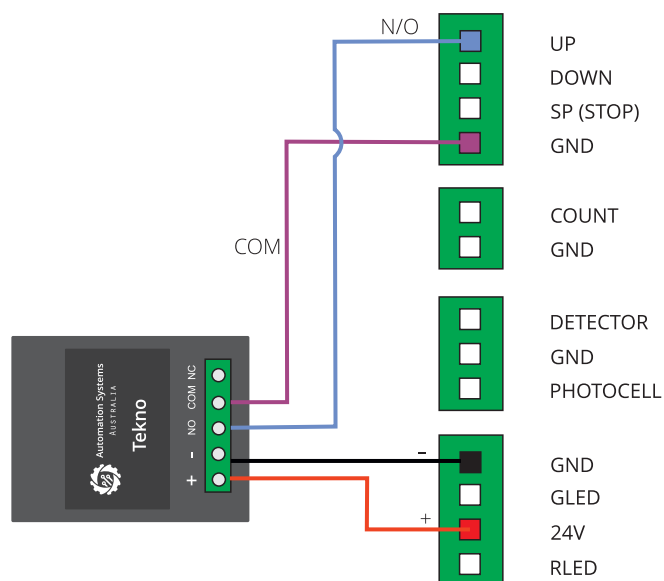 N/O
UP
DOWN
SP (STOP)
GND
COM
COUNT
GND
DETECTOR
GND
PHOTOCELL
Automation Systems
AUSTRALIA
Tekno
NC
COM
NO
-
+
-
+
GND
GLED
24V
RLED